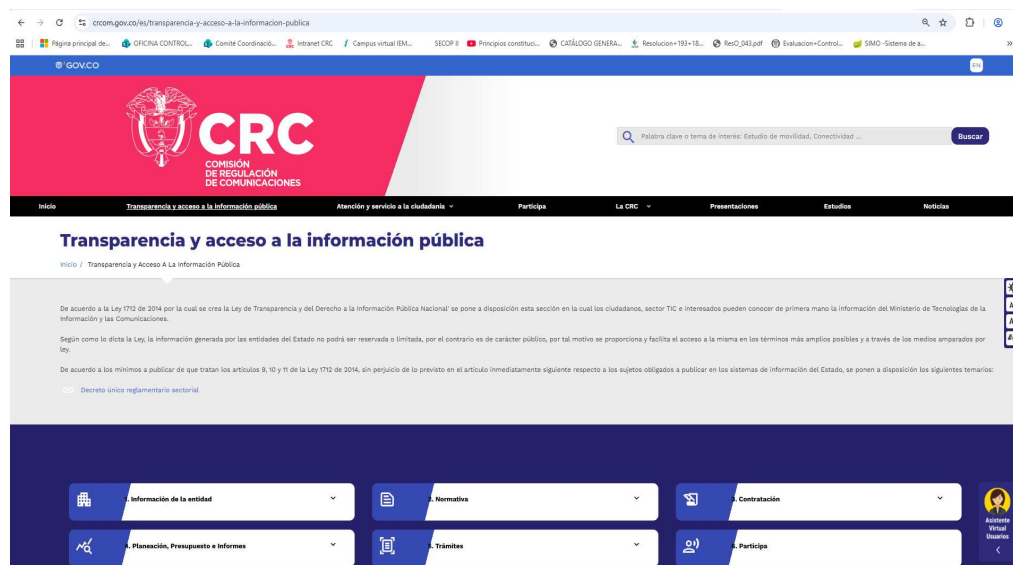 crcom.gov.co/es/transparencia-y-acceso-a-la-informacion-publica
Página principal de... OFICINA CONTROL... Comité Coordinació... Intranet CRC Campus virtual IEM... SECOP II Principios constituci... CATÁLOGO GENERA... Resolucion+193+18... ResO_043.pdf Evaluacion+Control... SIMO -Sistema de a... »
GOV.CO EN
CRC
COMISIÓN
DE REGULACIÓN
DE COMUNICACIONES
Palabra clave o tema de interés: Estudio de movilidad, Conectividad ... Buscar
Inicio Transparencia y acceso a la información pública Atención y servicio a la ciudadanía Participa La CRC Presentaciones Estudios Noticias
Transparencia y acceso a la información pública
Inicio / Transparencia y Acceso A La Información Pública
De acuerdo a la Ley 1712 de 2014 por la cual se crea la Ley de Transparencia y del Derecho a la Información Pública Nacional' se pone a disposición esta sección en la cual los ciudadanos, sector TIC e interesados pueden conocer de primera mano la información del Ministerio de Tecnologías de la
Información y las Comunicaciones.
Según como lo dicta la Ley, la información generada por las entidades del Estado no podrá ser reservada o limitada, por el contrario es de carácter público, por tal motivo se proporciona y facilita el acceso a la misma en los términos más amplios posibles y a través de los medios amparados por
ley.
De acuerdo a los mínimos a publicar de que tratan los artículos 9, 10 y 11 de la Ley 1712 de 2014, sin perjuicio de lo previsto en el artículo inmediatamente siguiente respecto a los sujetos obligados a publicar en los sistemas de información del Estado, se ponen a disposición los siguientes temarios:
Decreto único reglamentario sectorial
1. Información de la entidad 2. Normativa 3. Contratación
4. Planeación, Presupuesto e Informes 5. Trámites 6. Participa
Asistente
Virtual
Usuarios